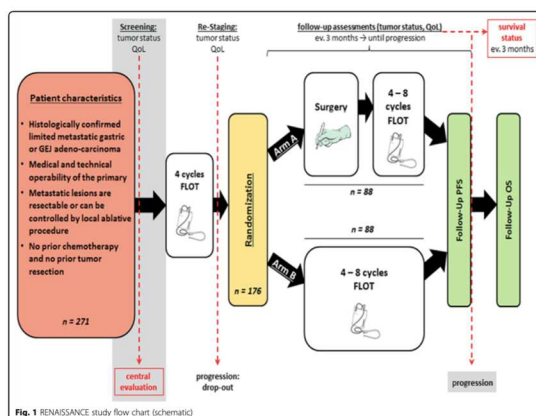 Screening:
tumor status
QoL
Re-Staging:
tumor status
QoL
follow-up assessments (tumor status, QoL)
ev. 3 months → until progression
survival
status
ev. 3 months
Patient characteristics
• Histologically confirmed
limited metastatic gastric
or GEJ adeno-carcinoma
• Medical and technical
operability of the primary
• Metastatic lesions are
resectable or can be
controlled by local ablative
procedure
• No prior chemotherapy
and no prior tumor
resection
n = 271
4 cycles
FLOT
Randomization
n = 176
Arm A
Surgery
4 – 8
cycles
FLOT
n = 88
n = 88
Arm B
4 – 8 cycles
FLOT
Follow-Up PFS
Follow-Up OS
central
evaluation
progression:
drop-out
progression
Fig. 1 RENAISSANCE study flow chart (schematic)